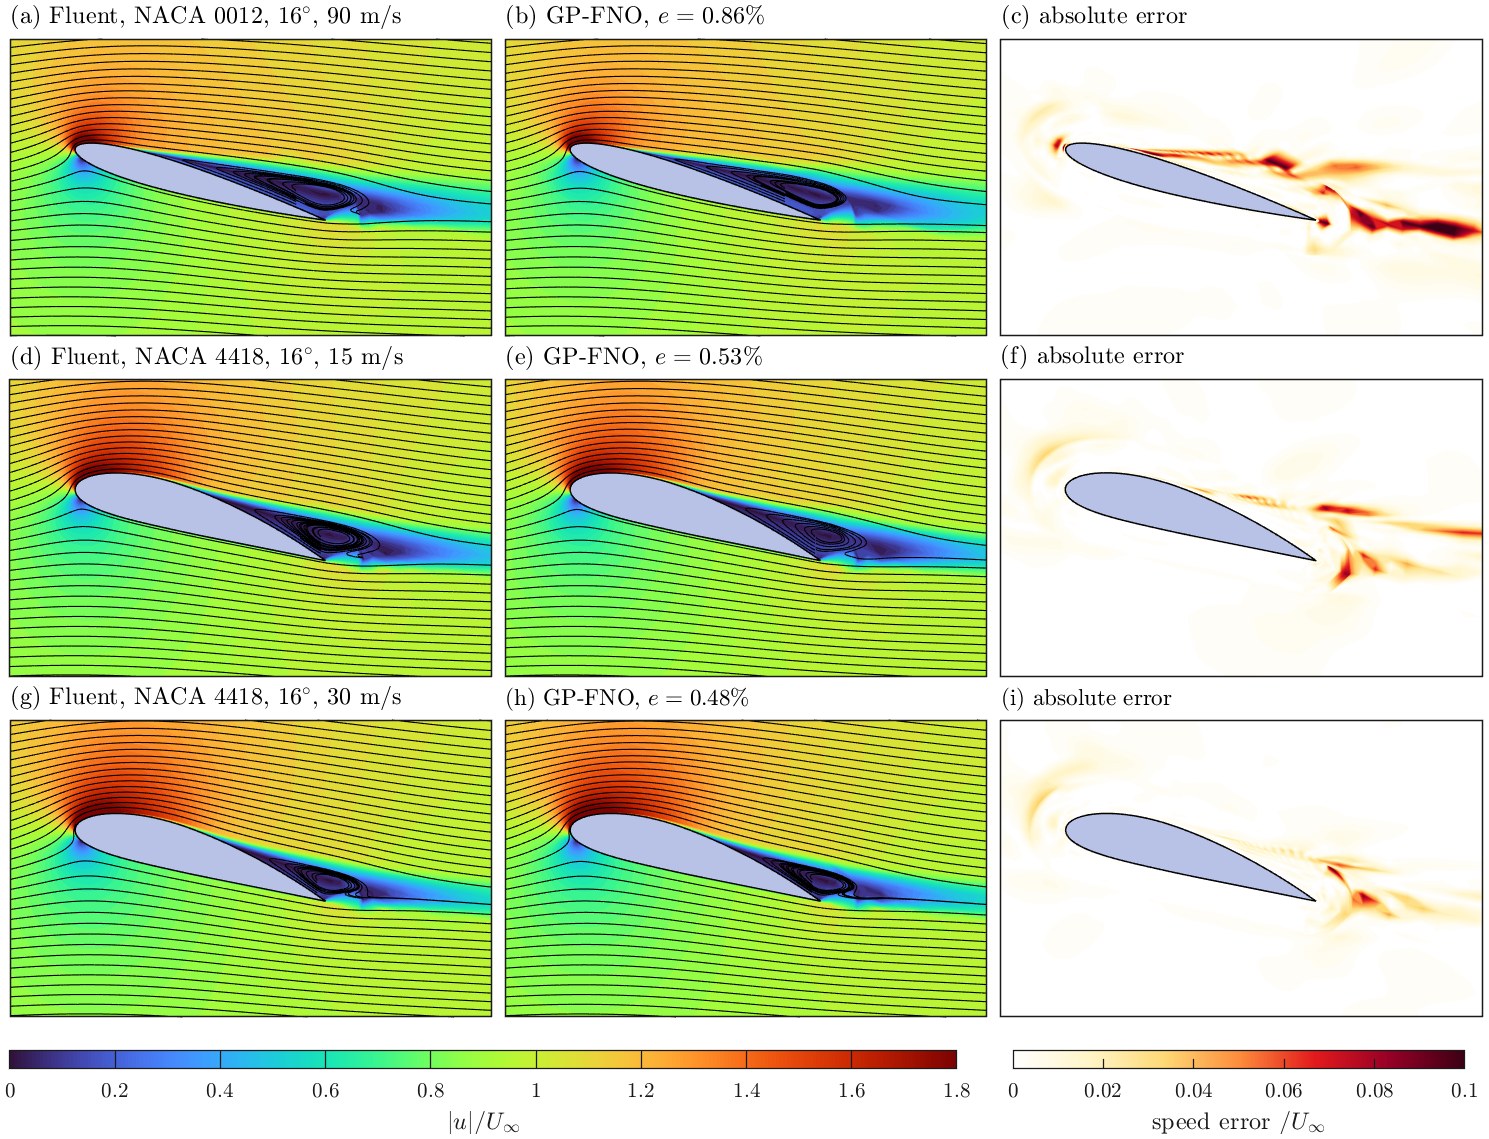 (a) Fluent, NACA 0012, 16°, 90 m/s
(b) GP-FNO, e = 0.86%
(c) absolute error
(d) Fluent, NACA 4418, 16°, 15 m/s
(e) GP-FNO, e = 0.53%
(f) absolute error
(g) Fluent, NACA 4418, 16°, 30 m/s
(h) GP-FNO, e = 0.48%
(i) absolute error
0 0.2 0.4 0.6 0.8 1 1.2 1.4 1.6 1.8
|u|/U∞
0 0.02 0.04 0.06 0.08 0.1
speed error /U∞